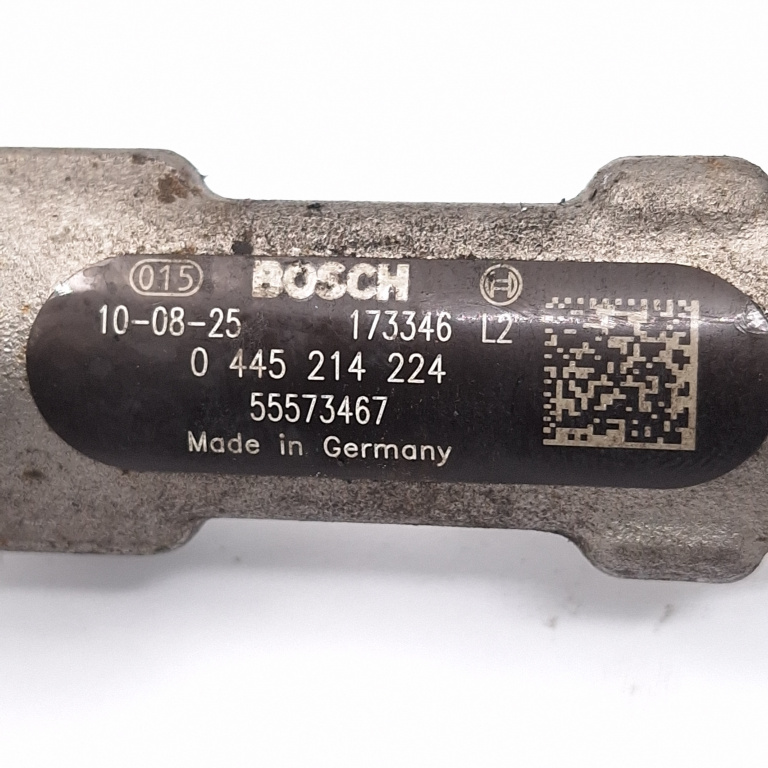 015 BOSCH
10-08-25 173346 L2
0 445 214 224
55573467
Made in Germany